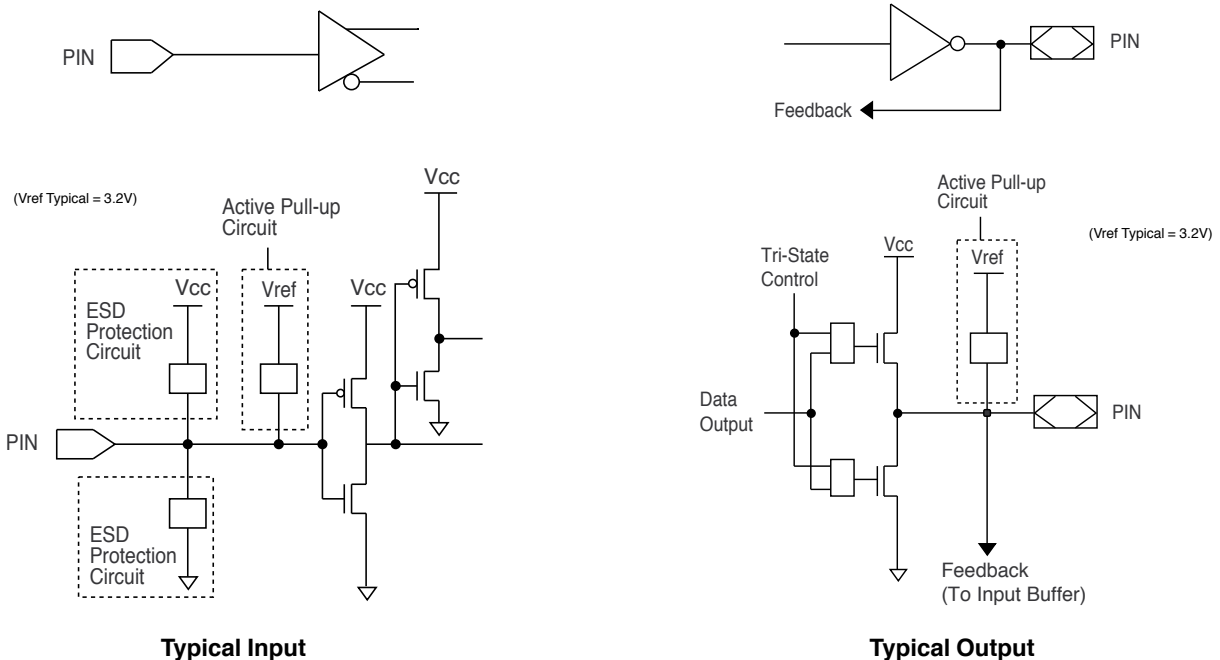 PIN
PIN
Feedback
(Vref Typical = 3.2V)
Active Pull-up
Circuit
Vcc
ESD
Protection
Circuit
Vcc
Vref
Vcc
PIN
ESD
Protection
Circuit
Typical Input
Active Pull-up
Circuit
(Vref Typical = 3.2V)
Tri-State
Control
Vcc
Vref
Data
Output
PIN
Feedback
(To Input Buffer)
Typical Output